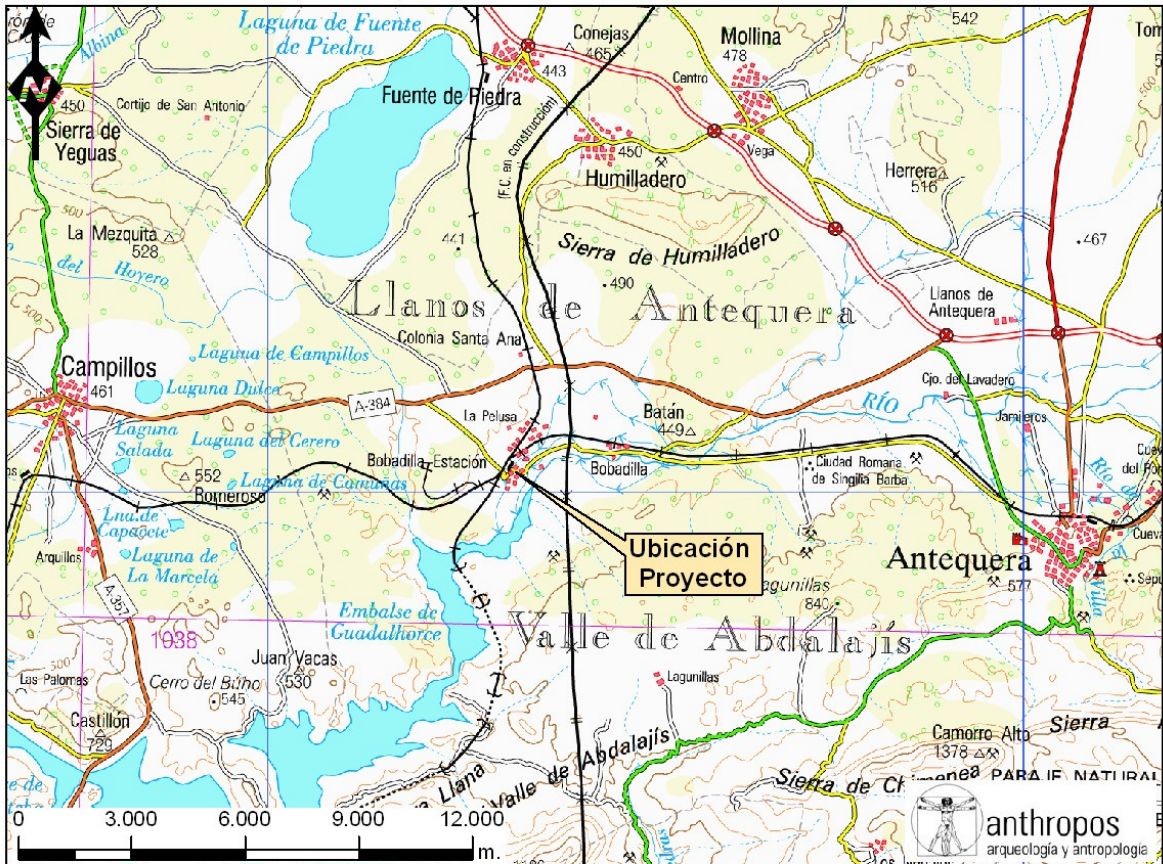 Laguna de Fuente
de Piedra
Albina
Conejas
465
Mollina
478
542
Tom
443
Centro
450
Cortijo de San Antonio
Fuente de Piedra
Sierra de
Yeguas
(F.C. en construcción)
450
Vega
Humilladero
Herrera
516
500
La Mezquita
528
441
Sierra de Humilladero
467
del Hoyero
490
Llanos de Antequera
Llanos de
Antequera
Colonia Santa Ana
Laguna de Campillos
Campillos
461
Laguna Dulce
Cjo. del Lavadero
A-384
La Pelusa
Batán
449
RÍO
Jamileros
Laguna
Salada
Laguna del Cerero
Bobadilla Estación
Bobadilla
Ciudad Romana
de Singilia Barba
552
Romeroso
Laguna de Camuñas
Lna. de
Capacete
Arquillos
Laguna de
La Marcela
Ubicación
Proyecto
Antequera
577
Lagunillas
840
Villa
A-357
Embalse de
Guadalhorce
Valle de Abdalajís
1038
500
Juan Vacas
530
Las Palomas
Cerro del Búho
545
Lagunillas
Castillón
729
Camorro Alto
1378
Sierra
Valle de Abdalajís
Llana
Sierra de Ch
PARAJE NATURAL
0 3.000 6.000 9.000 12.000
m.
anthropos
arqueología y antropología